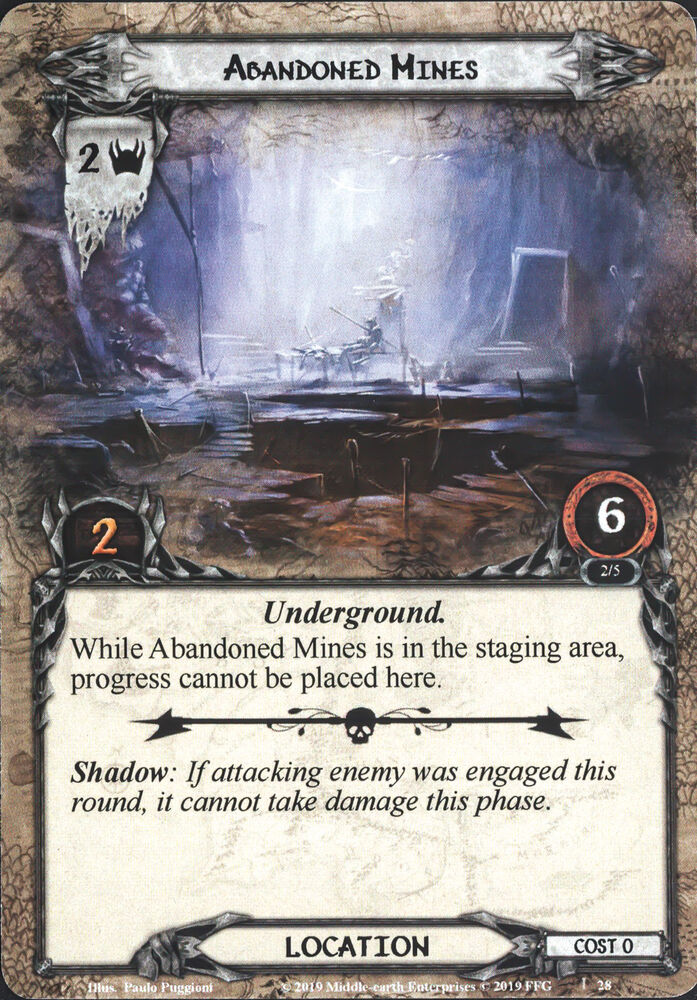 ABANDONED MINES
2
2
6
2/5
Underground.
While Abandoned Mines is in the staging area,
progress cannot be placed here.
Shadow: If attacking enemy was engaged this
round, it cannot take damage this phase.
LOCATION
COST 0
Illus. Paulo Puggioni
© 2019 Middle-earth Enterprises © 2019 FFG
28